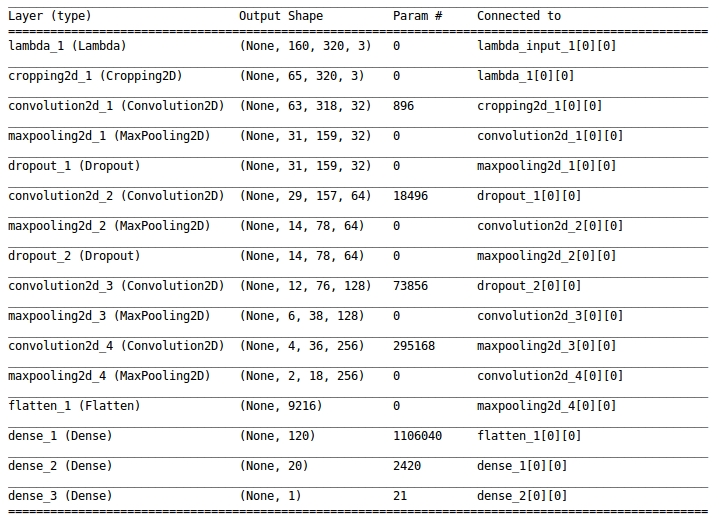 Layer (type) Output Shape Param # Connected to
====================================================================================================
lambda_1 (Lambda) (None, 160, 320, 3) 0 lambda_input_1[0][0]
cropping2d_1 (Cropping2D) (None, 65, 320, 3) 0 lambda_1[0][0]
convolution2d_1 (Convolution2D) (None, 63, 318, 32) 896 cropping2d_1[0][0]
maxpooling2d_1 (MaxPooling2D) (None, 31, 159, 32) 0 convolution2d_1[0][0]
dropout_1 (Dropout) (None, 31, 159, 32) 0 maxpooling2d_1[0][0]
convolution2d_2 (Convolution2D) (None, 29, 157, 64) 18496 dropout_1[0][0]
maxpooling2d_2 (MaxPooling2D) (None, 14, 78, 64) 0 convolution2d_2[0][0]
dropout_2 (Dropout) (None, 14, 78, 64) 0 maxpooling2d_2[0][0]
convolution2d_3 (Convolution2D) (None, 12, 76, 128) 73856 dropout_2[0][0]
maxpooling2d_3 (MaxPooling2D) (None, 6, 38, 128) 0 convolution2d_3[0][0]
convolution2d_4 (Convolution2D) (None, 4, 36, 256) 295168 maxpooling2d_3[0][0]
maxpooling2d_4 (MaxPooling2D) (None, 2, 18, 256) 0 convolution2d_4[0][0]
flatten_1 (Flatten) (None, 9216) 0 maxpooling2d_4[0][0]
dense_1 (Dense) (None, 120) 1106040 flatten_1[0][0]
dense_2 (Dense) (None, 20) 2420 dense_1[0][0]
dense_3 (Dense) (None, 1) 21 dense_2[0][0]
====================================================================================================